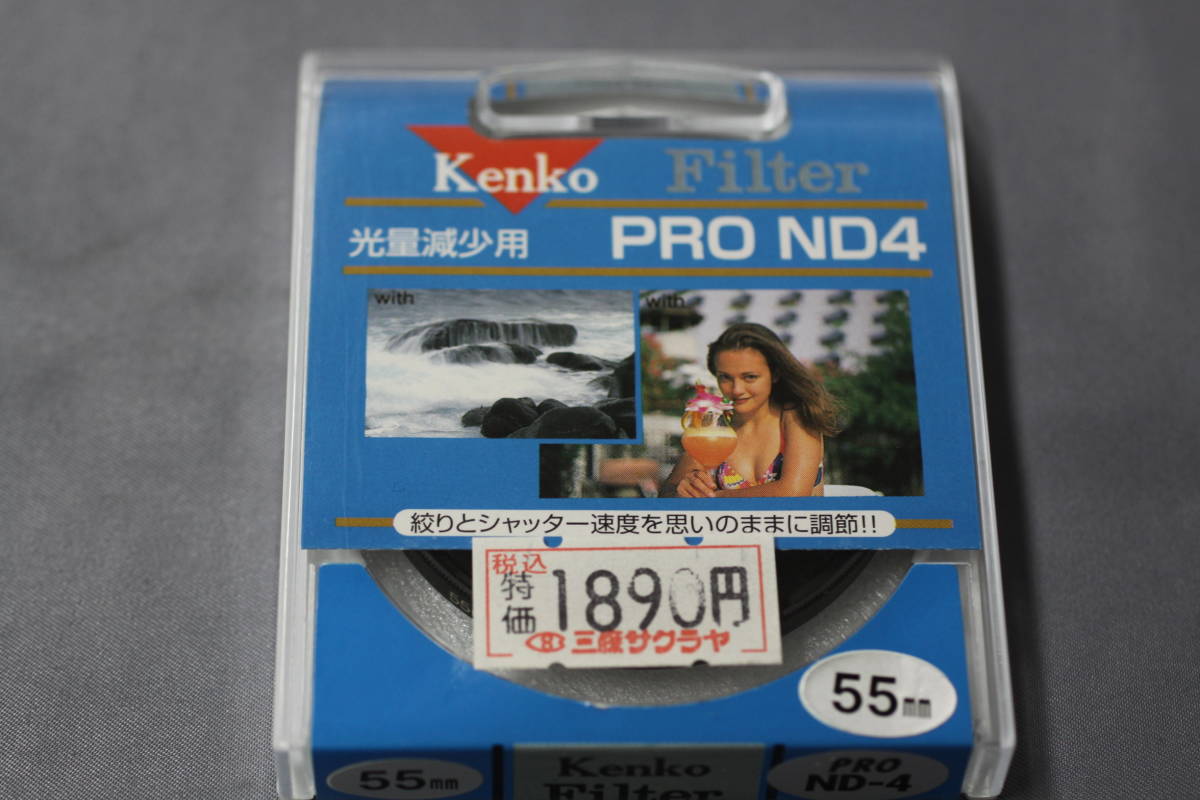 Kenko Filter
光量減少用 PRO ND4
with with
絞りとシャッター速度を思いのままに調節!!
税込
特価 1890円
サクラヤ
55mm
55mm Kenko Filter PRO ND-4